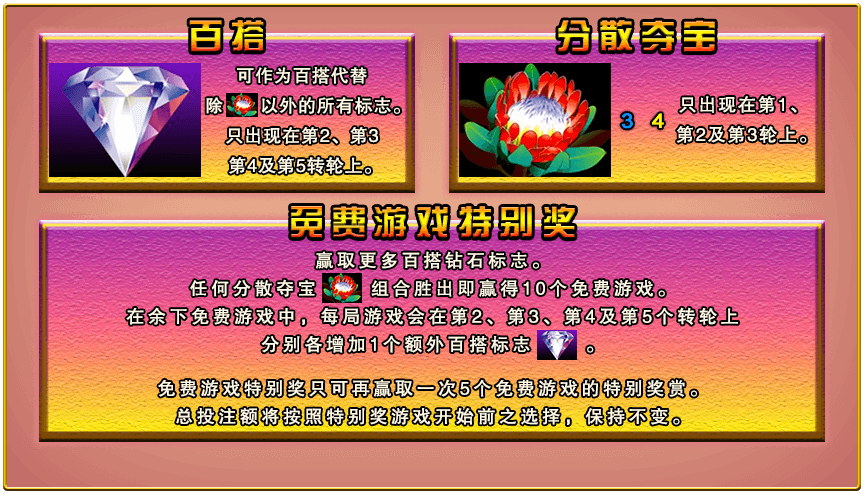 百搭
可作为百搭代替
除 以外的所有标志。
只出现在第2、第3
第4及第5转轮上。
分散夺宝
3 4
只出现在第1、
第2及第3轮上。
免费游戏特别奖
赢取更多百搭钻石标志。
任何分散夺宝 组合胜出即赢得10个免费游戏。
在余下免费游戏中，每局游戏会在第2、第3、第4及第5个转轮上
分别各增加1个额外百搭标志 。
免费游戏特别奖只可再赢取一次5个免费游戏的特别奖赏。
总投注额将按照特别奖游戏开始前之选择，保持不变。